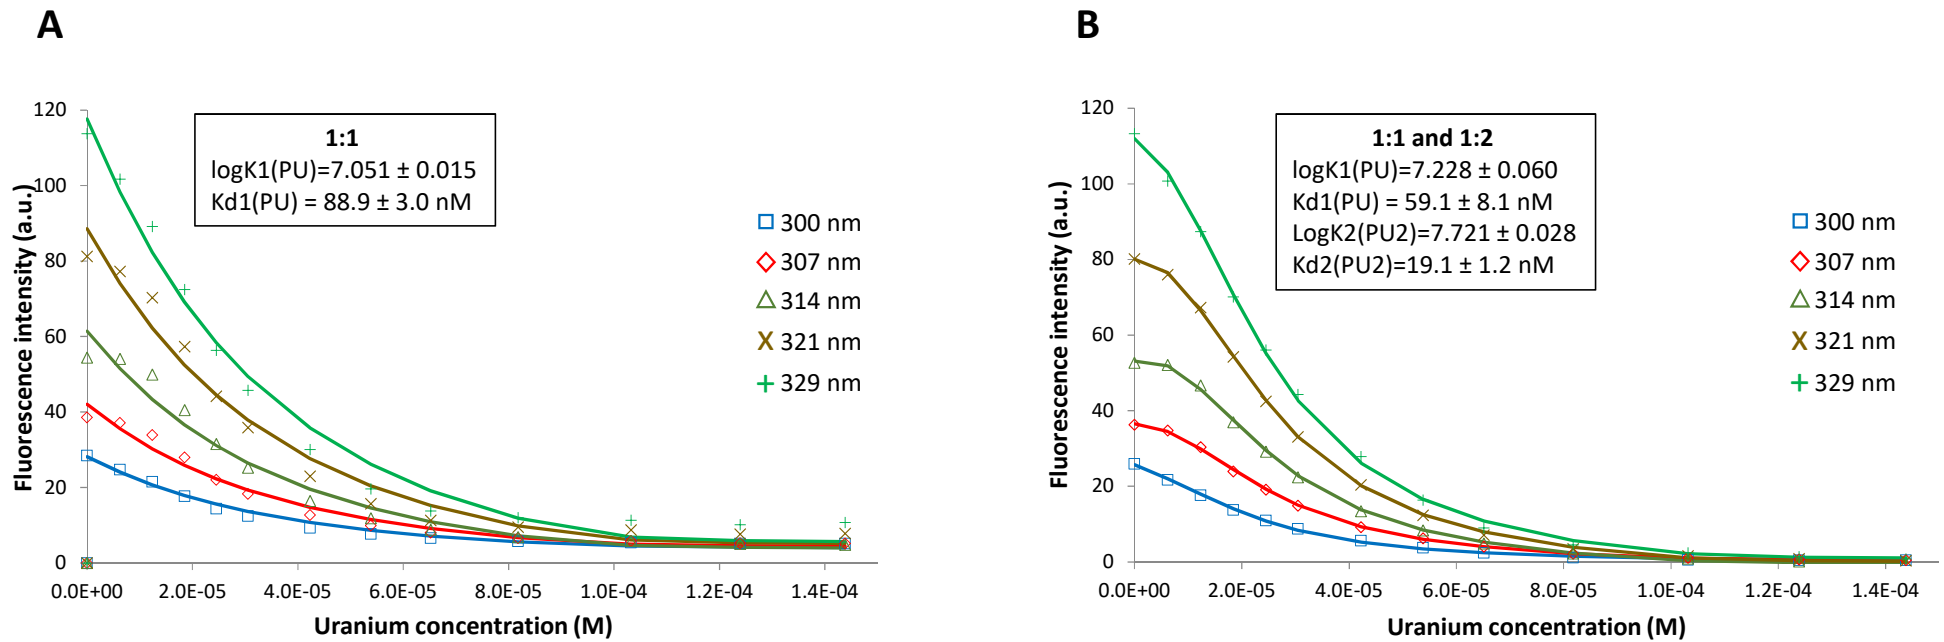 A
120
100
80
60
40
20
0
Fluorescence intensity (a.u.)
1:1
logK1(PU)=7.051 ± 0.015
Kd1(PU) = 88.9 ± 3.0 nM
300 nm
307 nm
314 nm
321 nm
329 nm
0.0E+00 2.0E-05 4.0E-05 6.0E-05 8.0E-05 1.0E-04 1.2E-04 1.4E-04
Uranium concentration (M)
B
120
100
80
60
40
20
0
Fluorescence intensity (a.u.)
1:1 and 1:2
logK1(PU)=7.228 ± 0.060
Kd1(PU) = 59.1 ± 8.1 nM
LogK2(PU2)=7.721 ± 0.028
Kd2(PU2)=19.1 ± 1.2 nM
300 nm
307 nm
314 nm
321 nm
329 nm
0.0E+00 2.0E-05 4.0E-05 6.0E-05 8.0E-05 1.0E-04 1.2E-04 1.4E-04
Uranium concentration (M)